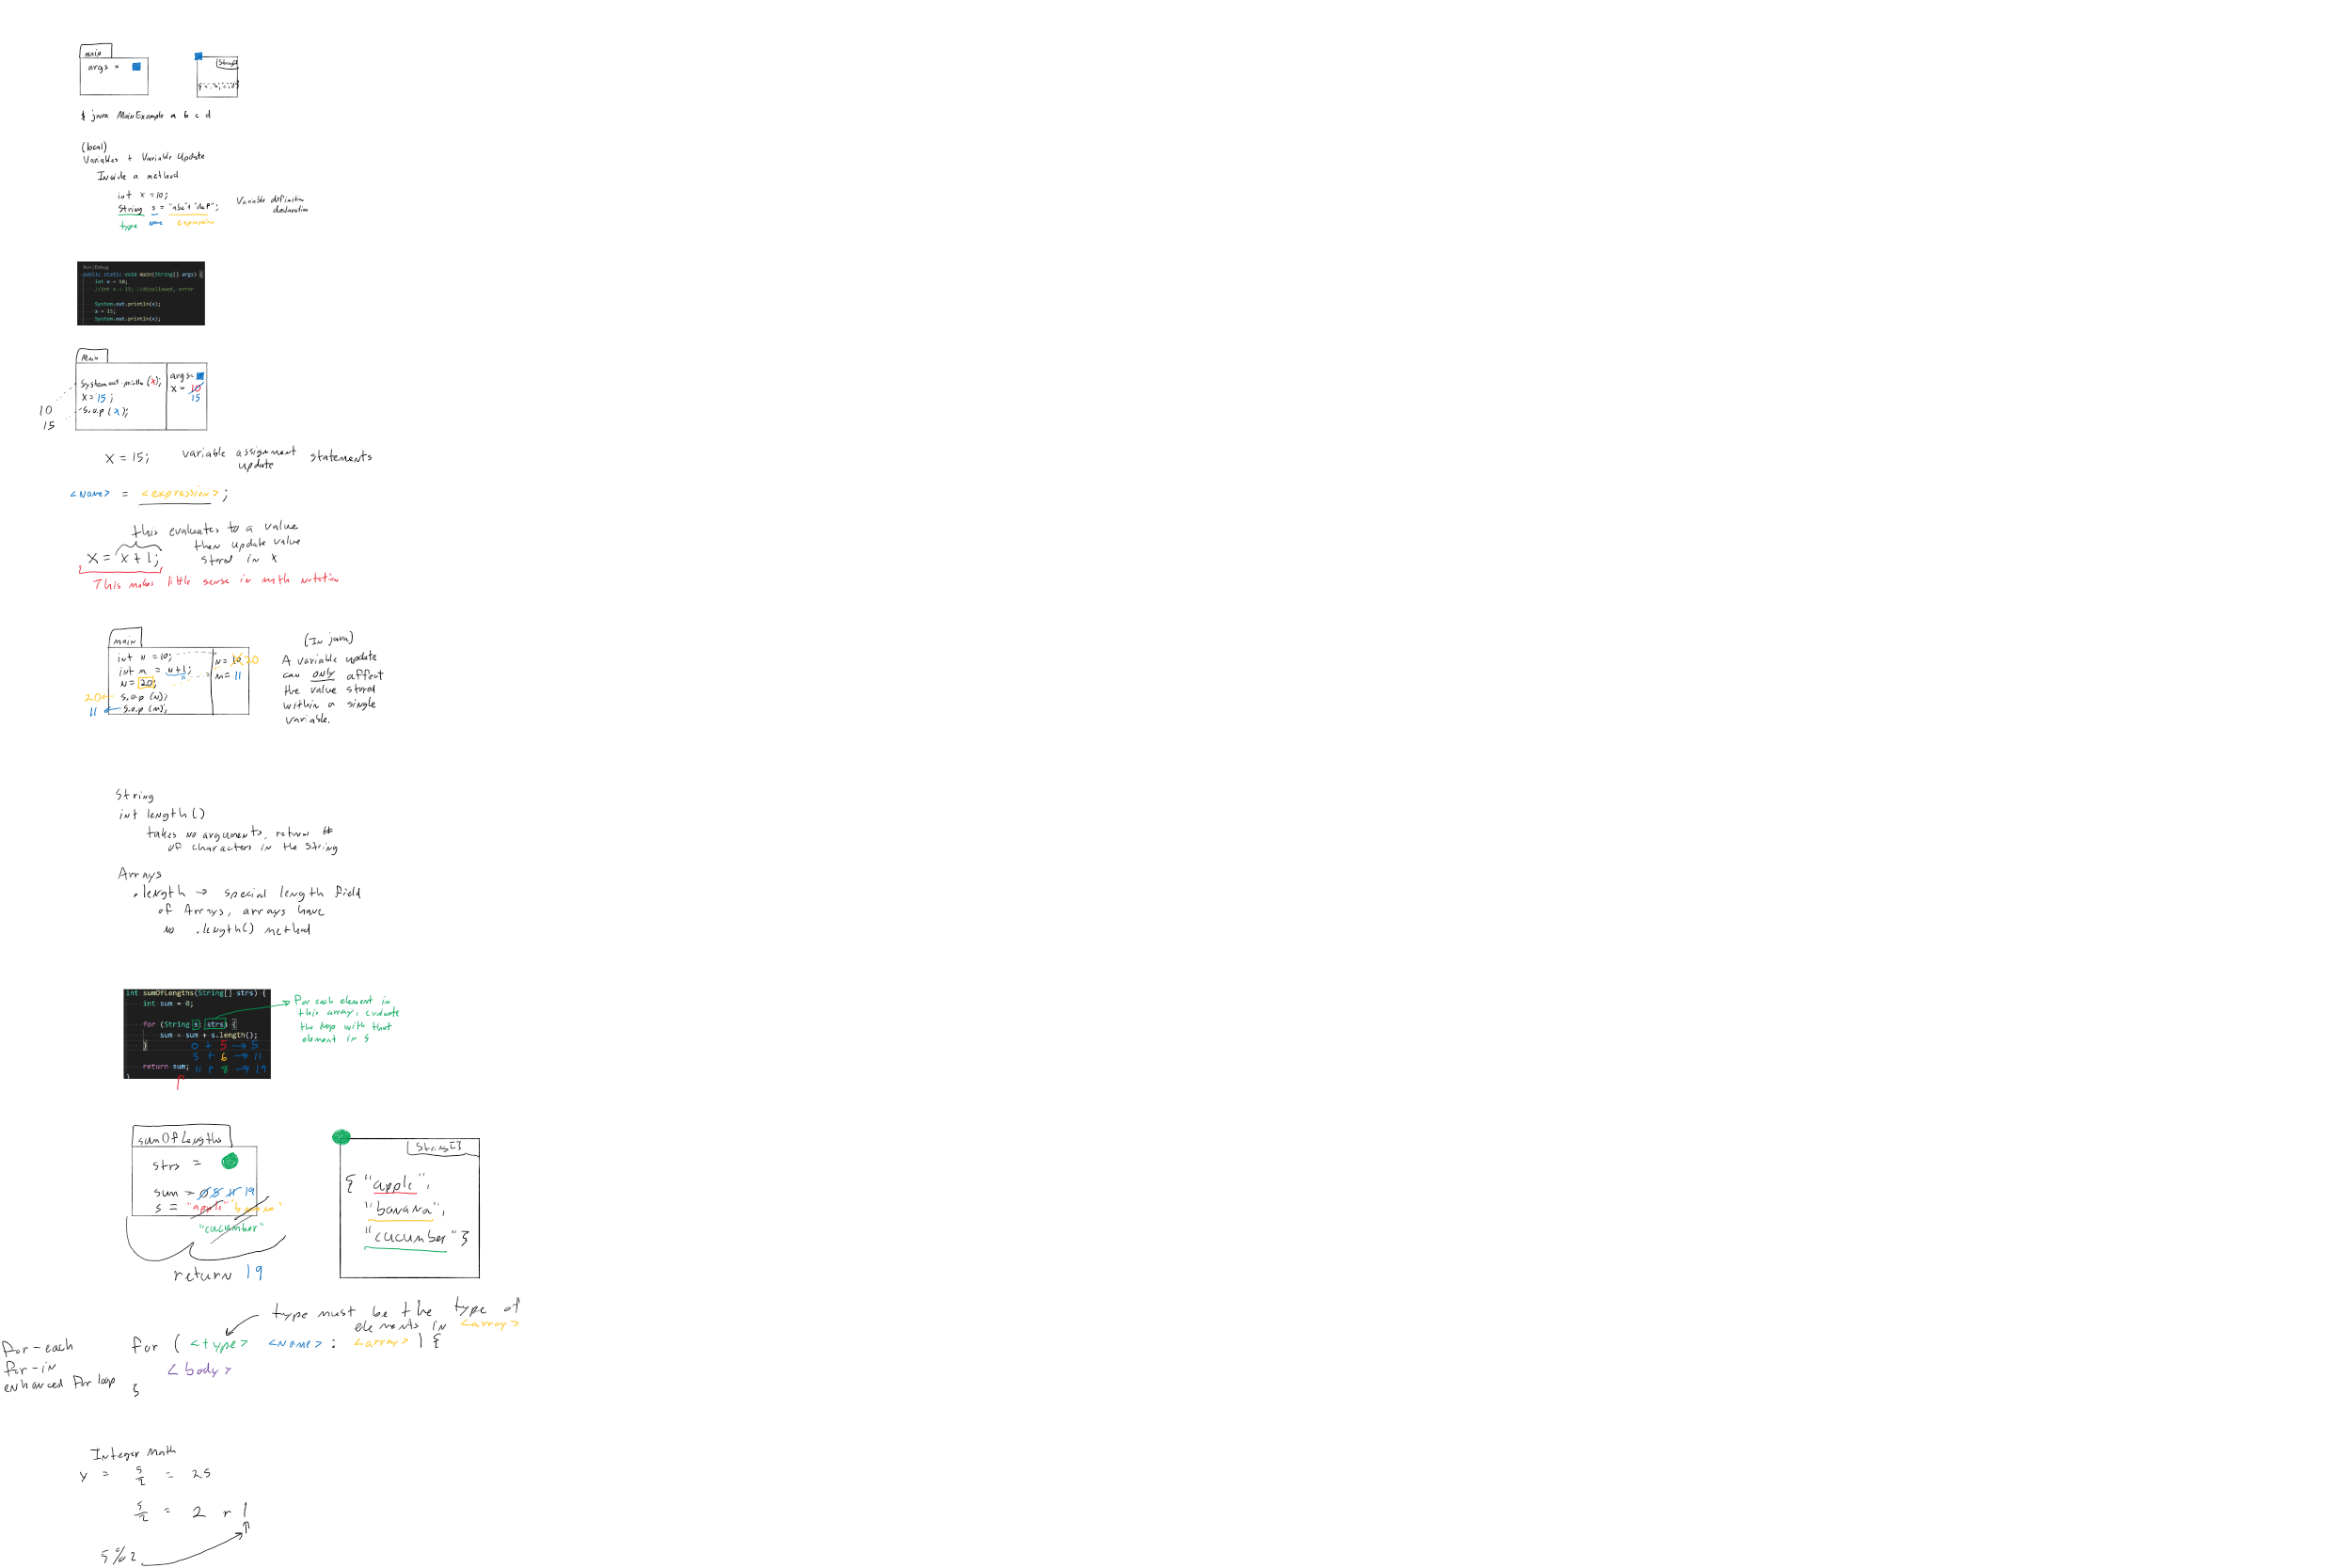 main
args =
String[]
$ java MainExample a b c d
(local)
Variables + Variable Update
Inside a method
int x = 10;
String s = "abc" + "def"; Variable definition
declaration
type name expression
Run | Debug
public static void main(String[] args) {
int x = 10;
//int x = 15; //disallowed, error
System.out.println(x);
x = 15;
System.out.println(x);
Main
System.out.println (x); args=
x = 15; x = 10
15
10 S.o.p (x);
15
x = 15; variable assignment statements
update
<name> = <expression>;
this evaluates to a value
then update value
x = x+1; stored in x
This makes little sense in math notation
main
int n = 10; n = 10 20
int m = n+1; m = 11
n = 20;
20 S.o.p (n);
11 S.o.p (m);
(In java)
A variable update
can only affect
the value stored
within a single
variable.
String
int length()
takes no arguments, return #
of characters in the String
Arrays
.length → special length field
of Arrays, arrays have
no .length() method
int sumOfLengths(String[] strs) {
int sum = 0;
for (String s: strs) {
sum = sum + s.length();
}
0 + 5 → 5
5 + 6 → 11
return sum; 11 + 8 → 19
}
For each element in
this array, evaluate
the loop with that
element in s
sumOfLengths
strs =
sum = 0 5 11 19
s = "apple" "banana"
"cucumber"
return 19
String[]
{ "apple",
"banana",
"cucumber" }
type must be the type of
elements in <array>
for-each for ( <type> <name> : <array> ) {
for-in <body>
enhanced for loop }
Integer Math
y = 5/2 = 2.5
5/2 = 2 r 1
5%2